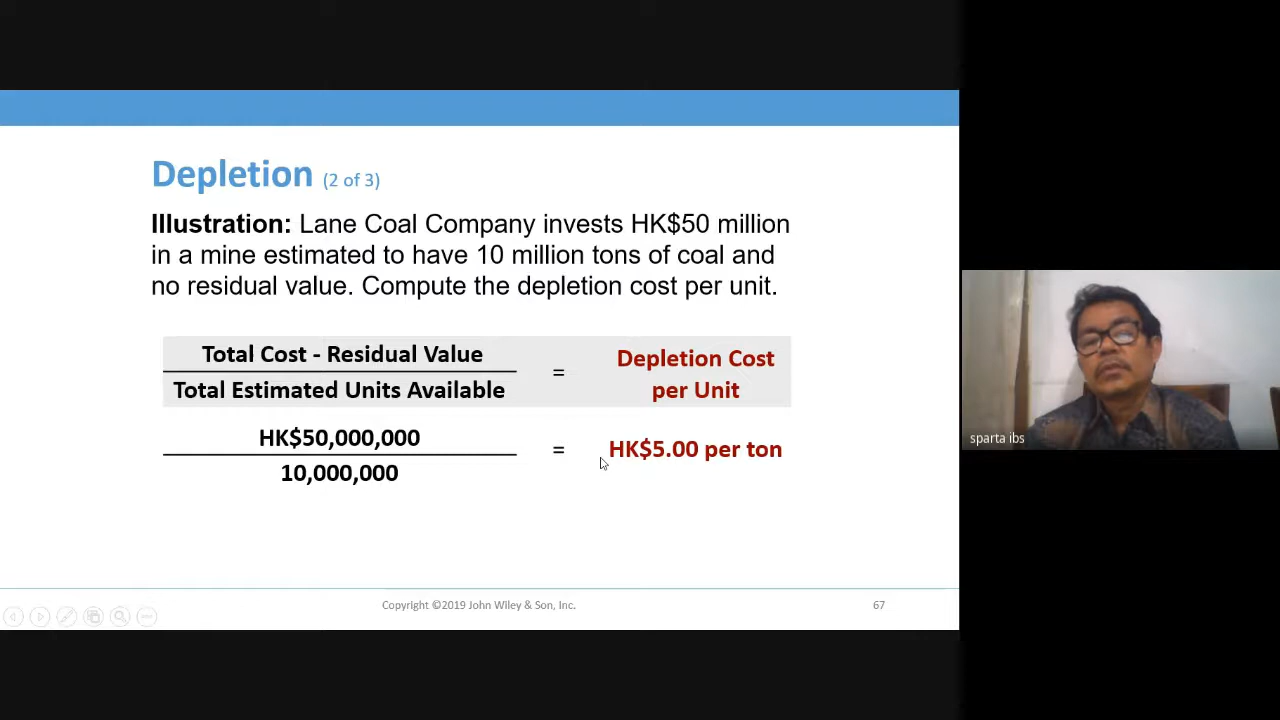 Depletion (2 of 3)
Illustration: Lane Coal Company invests HK$50 million
in a mine estimated to have 10 million tons of coal and
no residual value. Compute the depletion cost per unit.
Total Cost - Residual Value
Total Estimated Units Available
=
Depletion Cost
per Unit
HK$50,000,000
10,000,000
=
HK$5.00 per ton
sparta ibs
Copyright ©2019 John Wiley & Son, Inc.
67